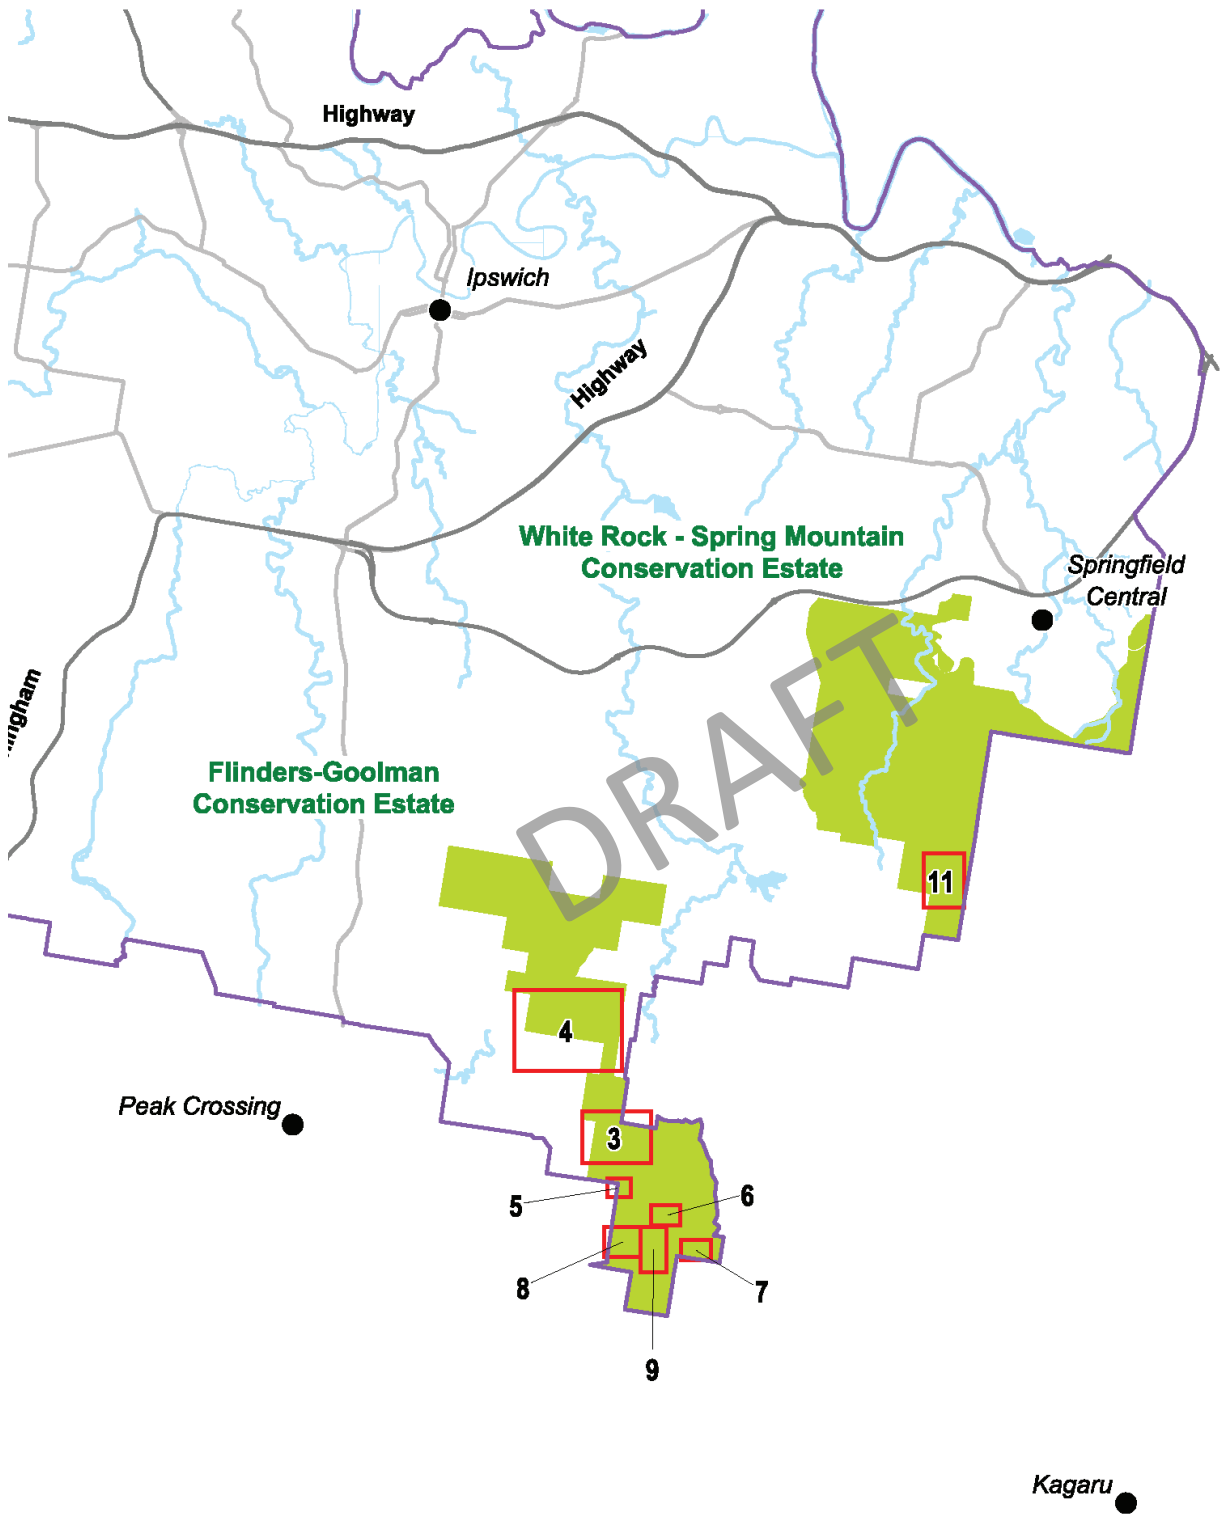 Highway
Ipswich
Highway
White Rock - Spring Mountain
Conservation Estate
Springfield
Central
Flinders-Goolman
Conservation Estate
DRAFT
11
4
Peak Crossing
3
5
6
8
7
9
Kagaru